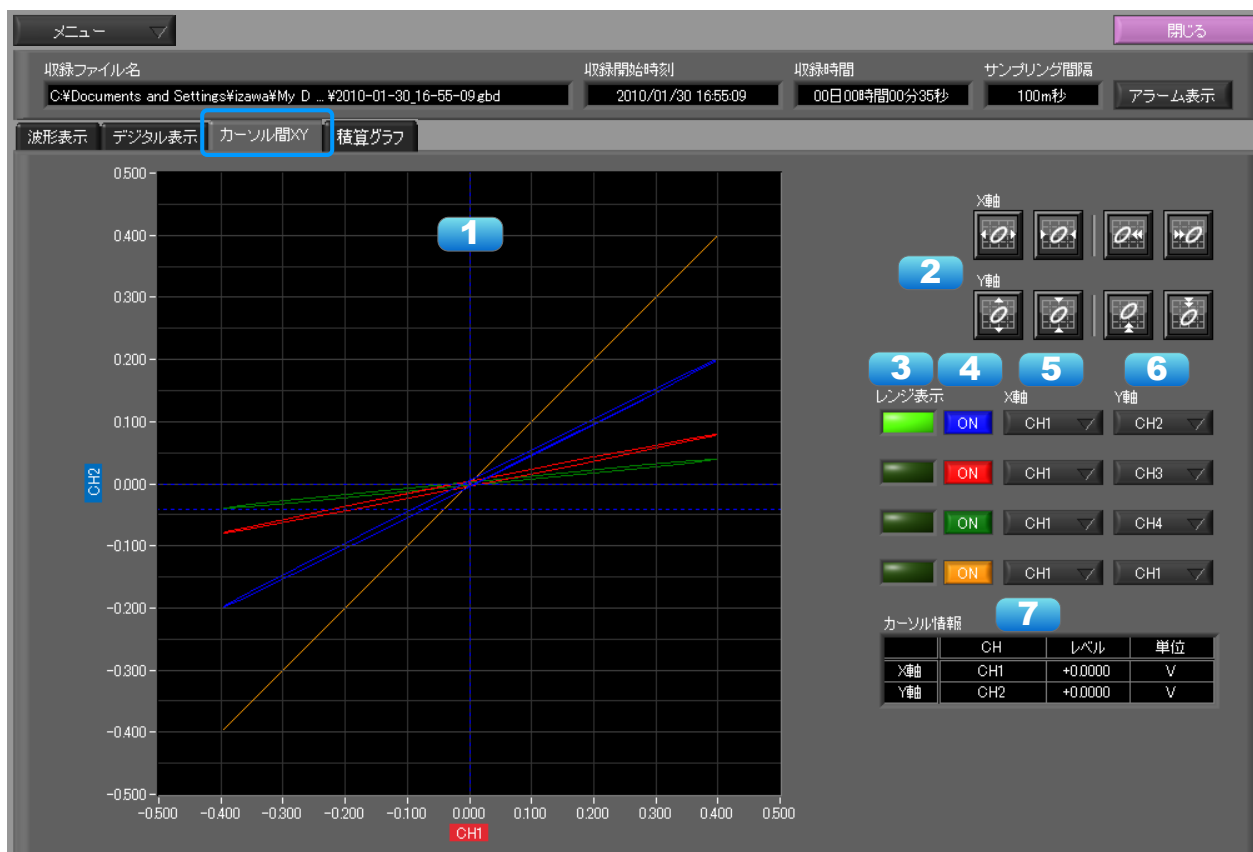 メニュー
閉じる
収録ファイル名 収録開始時刻 収録時間 サンプリング間隔
C:¥Documents and Settings¥izawa¥My D ...¥2010-01-30_16-55-09.gbd 2010/01/30 16:55:09 00日00時間00分35秒 100m秒 アラーム表示
波形表示 デジタル表示 カーソル間XY 積算グラフ
0.500
0.400
0.300
0.200
0.100
0.000
-0.100
-0.200
-0.300
-0.400
-0.500
CH2
-0.500 -0.400 -0.300 -0.200 -0.100 0.000 0.100 0.200 0.300 0.400 0.500
CH1
1
X軸
2
Y軸
3 4 5 6
レンジ表示 X軸 Y軸
ON CH1 CH2
ON CH1 CH3
ON CH1 CH4
ON CH1 CH1
カーソル情報 7
CH レベル 単位
X軸 CH1 +0.0000 V
Y軸 CH2 +0.0000 V